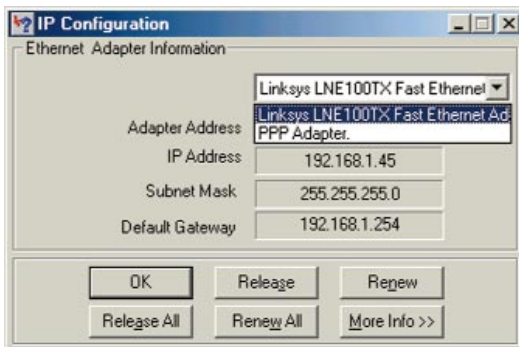 IP Configuration
Ethernet Adapter Information
Linksys LNE100TX Fast Ethernet
Linksys LNE100TX Fast Ethernet Ad
PPP Adapter.
Adapter Address
IP Address 192.168.1.45
Subnet Mask 255.255.255.0
Default Gateway 192.168.1.254
OK Release Renew
Release All Renew All More Info >>